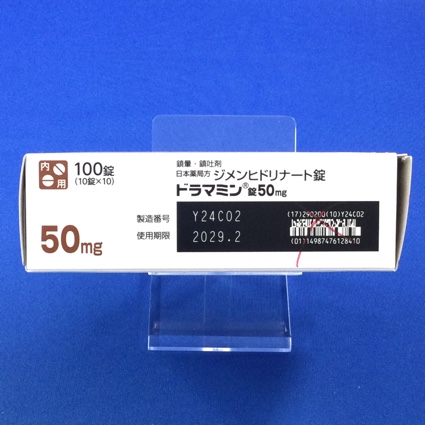 内用
100錠
(10錠×10)
50mg
鎮暈・鎮吐剤
日本薬局方 ジメンヒドリナート錠
ドラマミン®錠50mg
製造番号 Y24C02
使用期限 2029.2
(17)290200(10)Y24C02
(01)14987476128410